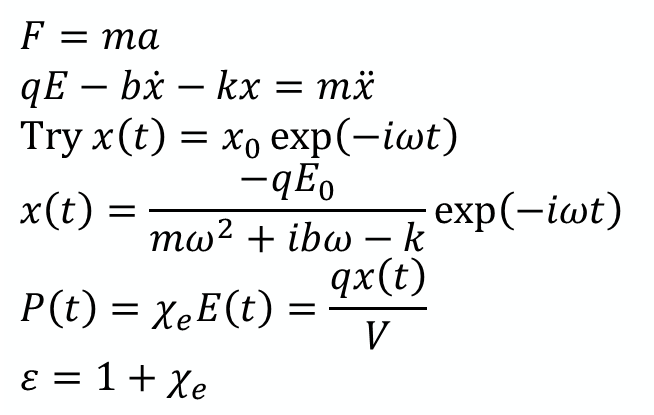 F = ma
qE − bẋ − kx = mẍ
Try x(t) = x₀ exp(−iωt)
x(t) = −qE₀ / (mω² + ibω − k) exp(−iωt)
P(t) = χₑE(t) = qx(t) / V
ε = 1 + χₑ